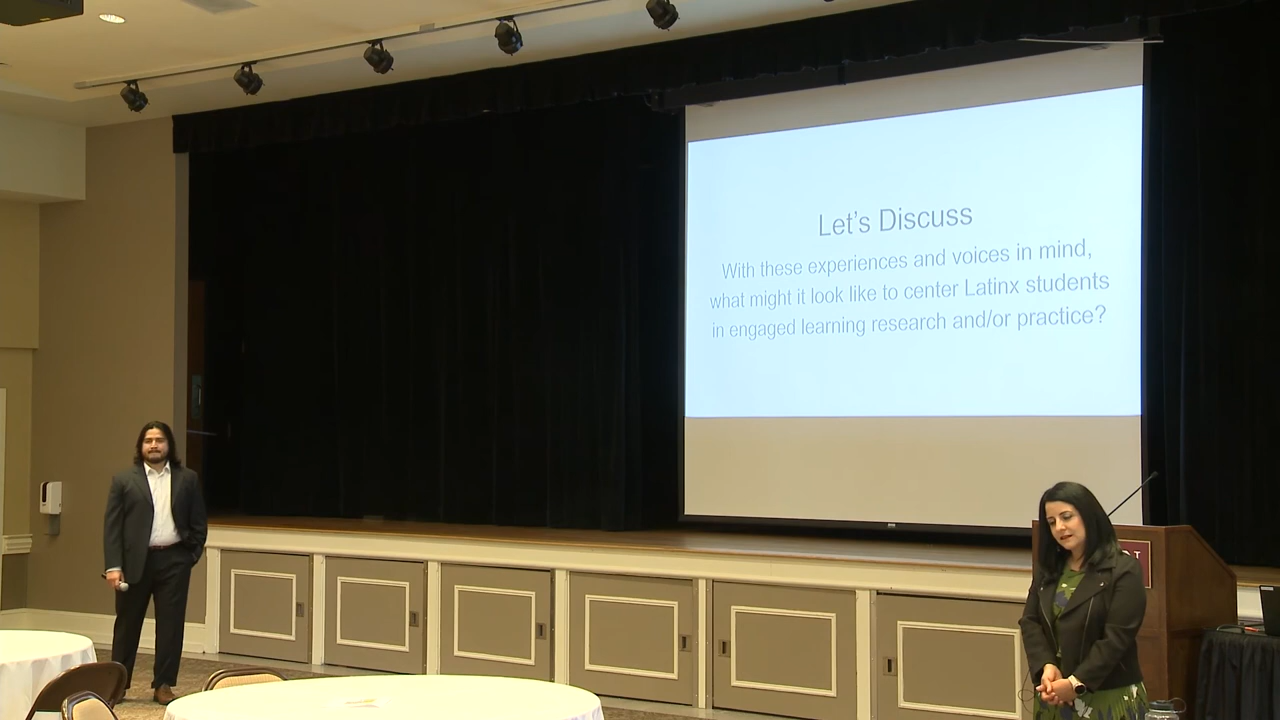 Let's Discuss
With these experiences and voices in mind,
what might it look like to center Latinx students
in engaged learning research and/or practice?